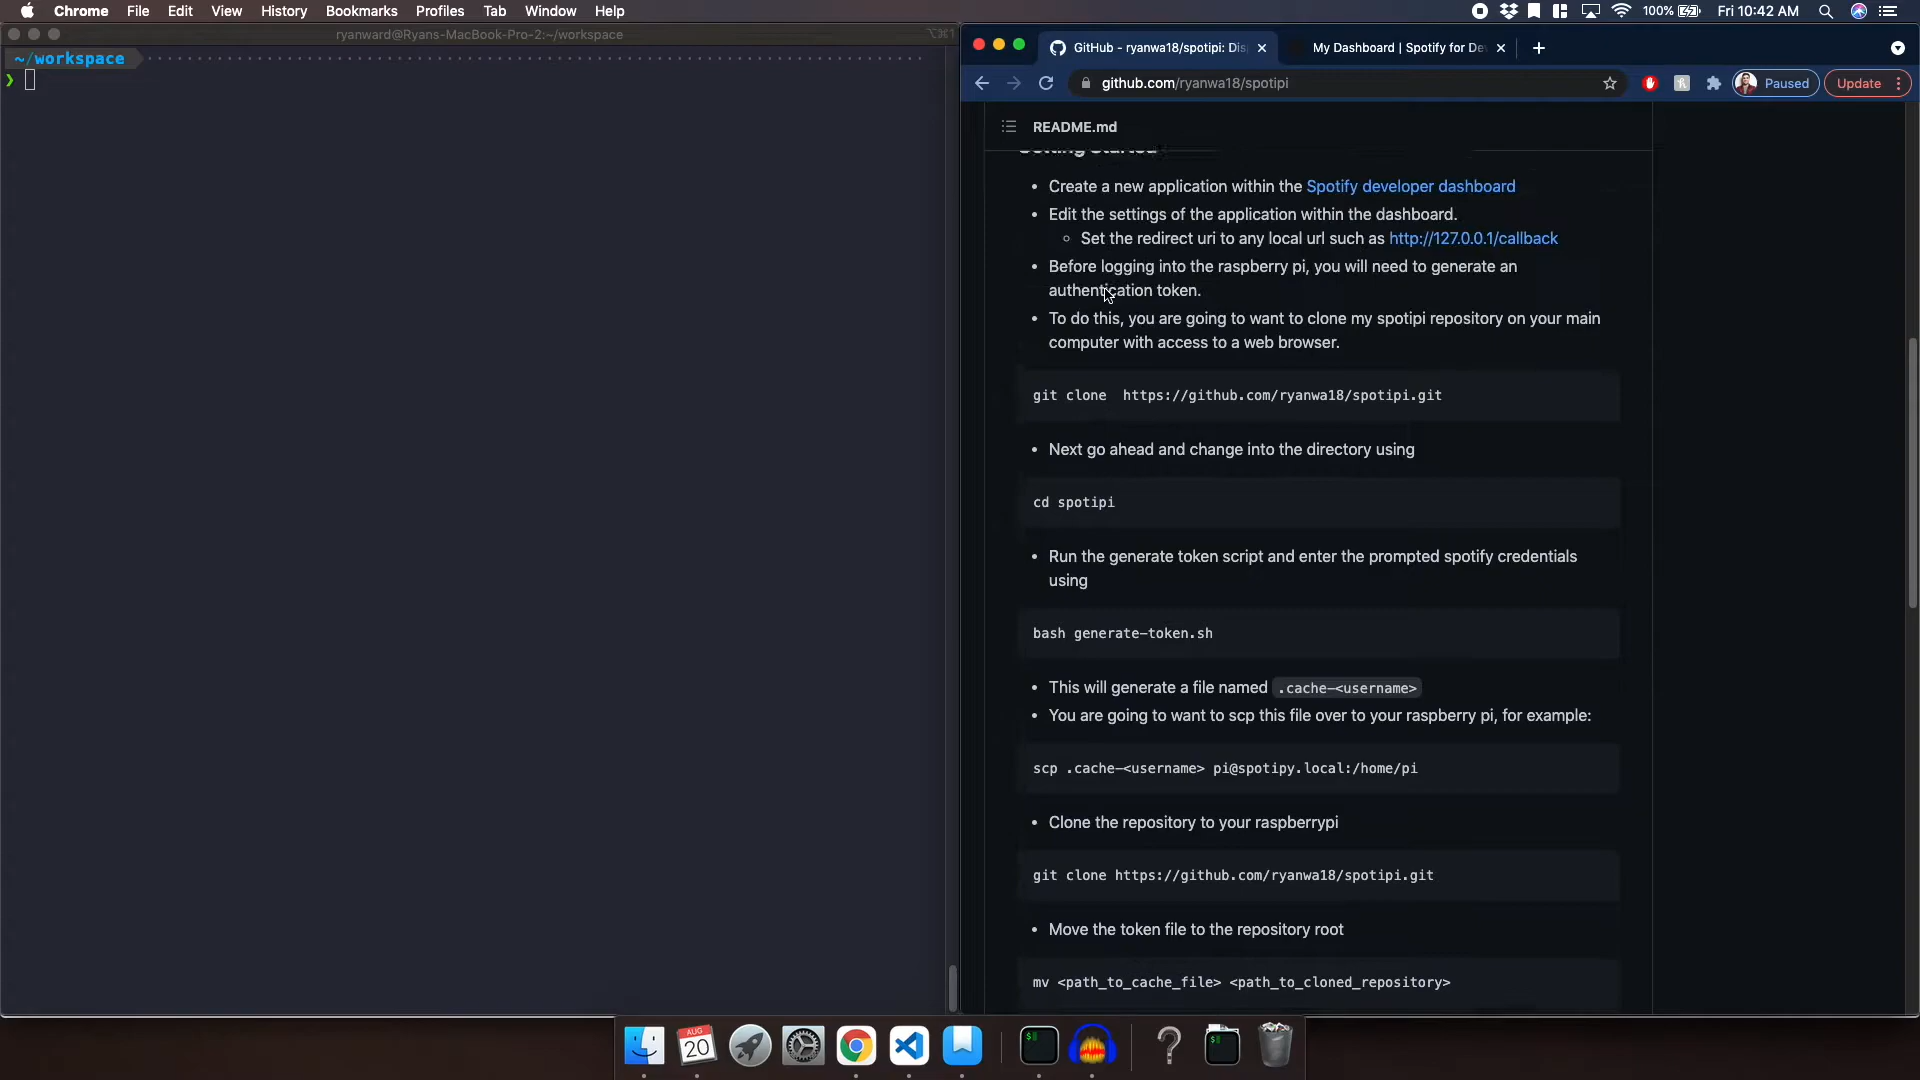 Chrome File Edit View History Bookmarks Profiles Tab Window Help
100% Fri 10:42 AM
ryanward@Ryans-MacBook-Pro-2:~/workspace
⌥⌘1
~/workspace
❯
GitHub - ryanwa18/spotipi: Dis
My Dashboard | Spotify for De
github.com/ryanwa18/spotipi
Paused
Update
README.md
Getting Started
• Create a new application within the Spotify developer dashboard
• Edit the settings of the application within the dashboard.
◦ Set the redirect uri to any local url such as http://127.0.0.1/callback
• Before logging into the raspberry pi, you will need to generate an
authentication token.
• To do this, you are going to want to clone my spotipi repository on your main
computer with access to a web browser.
git clone  https://github.com/ryanwa18/spotipi.git
• Next go ahead and change into the directory using
cd spotipi
• Run the generate token script and enter the prompted spotify credentials
using
bash generate-token.sh
• This will generate a file named .cache-<username>
• You are going to want to scp this file over to your raspberry pi, for example:
scp .cache-<username> pi@spotipy.local:/home/pi
• Clone the repository to your raspberrypi
git clone https://github.com/ryanwa18/spotipi.git
• Move the token file to the repository root
mv <path_to_cache_file> <path_to_cloned_repository>
AUG
20